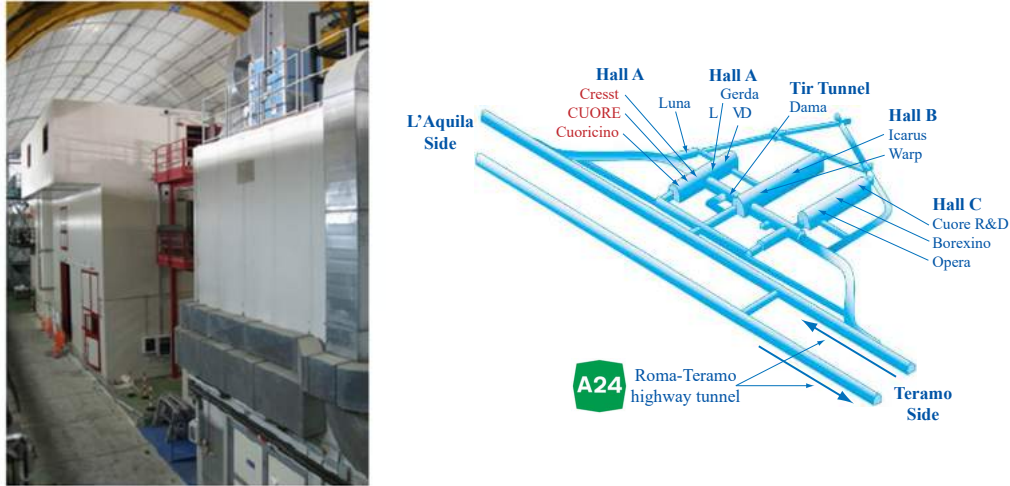 Hall A
Cresst
CUORE
Cuoricino
Luna
Hall A
Gerda
L VD
Tir Tunnel
Dama
Hall B
Icarus
Warp
L'Aquila
Side
Hall C
Cuore R&D
Borexino
Opera
A24
Roma-Teramo
highway tunnel
Teramo
Side